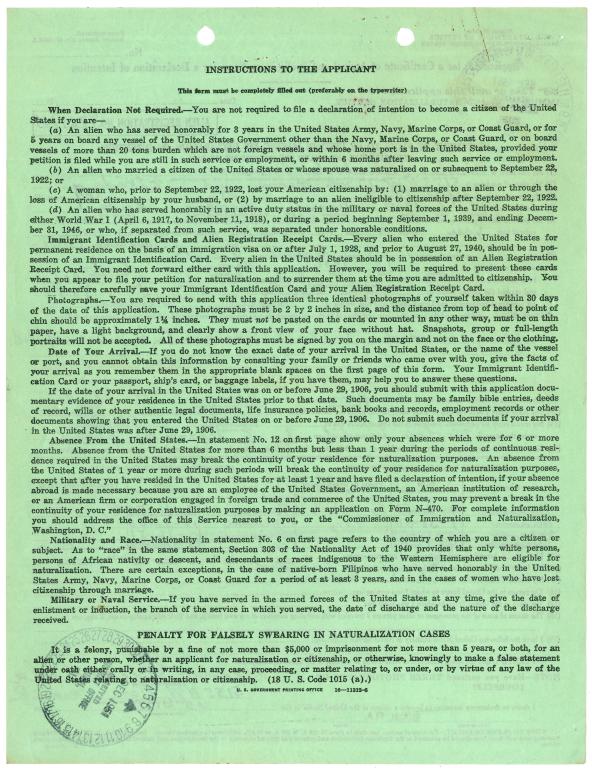 INSTRUCTIONS TO THE APPLICANT
This form must be completely filled out (preferably on the typewriter)
When Declaration Not Required.—You are not required to file a declaration of intention to become a citizen of the United
States if you are—
(a) An alien who has served honorably for 3 years in the United States Army, Navy, Marine Corps, or Coast Guard, or for
5 years on board any vessel of the United States Government other than the Navy, Marine Corps, or Coast Guard, or on board
vessels of more than 20 tons burden which are not foreign vessels and whose home port is in the United States, provided your
petition is filed while you are still in such service or employment, or within 6 months after leaving such service or employment.
(b) An alien who married a citizen of the United States or whose spouse was naturalized on or subsequent to September 22,
1922; or
(c) A woman who, prior to September 22, 1922, lost your American citizenship by: (1) marriage to an alien or through the
loss of American citizenship by your husband, or (2) by marriage to an alien ineligible to citizenship after September 22, 1922.
(d) An alien who has served honorably in an active duty status in the military or naval forces of the United States during
either World War I (April 6, 1917, to November 11, 1918), or during a period beginning September 1, 1939, and ending Decem-
ber 31, 1946, or who, if separated from such service, was separated under honorable conditions.
Immigrant Identification Cards and Alien Registration Receipt Cards.—Every alien who entered the United States for
permanent residence on the basis of an immigration visa on or after July 1, 1928, and prior to August 27, 1940, should be in pos-
session of an Immigrant Identification Card. Every alien in the United States should be in possession of an Alien Registration
Receipt Card. You need not forward either card with this application. However, you will be required to present these cards
when you appear to file your petition for naturalization and to surrender them at the time you are admitted to citizenship. You
should therefore carefully save your Immigrant Identification Card and your Alien Registration Receipt Card.
Photographs.—You are required to send with this application three identical photographs of yourself taken within 30 days
of the date of this application. These photographs must be 2 by 2 inches in size, and the distance from top of head to point of
chin should be approximately 1¼ inches. They must not be pasted on the cards or mounted in any other way, must be on thin
paper, have a light background, and clearly show a front view of your face without hat. Snapshots, group or full-length
portraits will not be accepted. All of these photographs must be signed by you on the margin and not on the face or the clothing.
Date of Your Arrival.—If you do not know the exact date of your arrival in the United States, or the name of the vessel
or port, and you cannot obtain this information by consulting your family or friends who came over with you, give the facts of
your arrival as you remember them in the appropriate blank spaces on the first page of this form. Your Immigrant Identifi-
cation Card or your passport, ship's card, or baggage labels, if you have them, may help you to answer these questions.
If the date of your arrival in the United States was on or before June 29, 1906, you should submit with this application docu-
mentary evidence of your residence in the United States prior to that date. Such documents may be family bible entries, deeds
of record, wills or other authentic legal documents, life insurance policies, bank books and records, employment records or other
documents showing that you entered the United States on or before June 29, 1906. Do not submit such documents if your arrival
in the United States was after June 29, 1906.
Absence From the United States.—In statement No. 12 on first page show only your absences which were for 6 or more
months. Absence from the United States for more than 6 months but less than 1 year during the periods of continuous resi-
dence required in the United States may break the continuity of your residence for naturalization purposes. An absence from
the United States of 1 year or more during such periods will break the continuity of your residence for naturalization purposes,
except that after you have resided in the United States for at least 1 year and have filed a declaration of intention, if your absence
abroad is made necessary because you are an employee of the United States Government, an American institution of research,
or an American firm or corporation engaged in foreign trade and commerce of the United States, you may prevent a break in the
continuity of your residence for naturalization purposes by making an application on Form N-470. For complete information
you should address the office of this Service nearest to you, or the "Commissioner of Immigration and Naturalization,
Washington, D. C."
Nationality and Race.—Nationality in statement No. 6 on first page refers to the country of which you are a citizen or
subject. As to "race" in the same statement, Section 303 of the Nationality Act of 1940 provides that only white persons,
persons of African nativity or descent, and descendants of races indigenous to the Western Hemisphere are eligible for
naturalization. There are certain exceptions, in the case of native-born Filipinos who have served honorably in the United
States Army, Navy, Marine Corps, or Coast Guard for a period of at least 3 years, and in the cases of women who have lost
citizenship through marriage.
Military or Naval Service.—If you have served in the armed forces of the United States at any time, give the date of
enlistment or induction, the branch of the service in which you served, the date of discharge and the nature of the discharge
received.
PENALTY FOR FALSELY SWEARING IN NATURALIZATION CASES
It is a felony, punishable by a fine of not more than $5,000 or imprisonment for not more than 5 years, or both, for an
alien or other person, whether an applicant for naturalization or citizenship, or otherwise, knowingly to make a false statement
under oath either orally or in writing, in any case, proceeding, or matter relating to, or under, or by virtue of any law of the
United States relating to naturalization or citizenship. (18 U. S. Code 1015 (a).)
U. S. GOVERNMENT PRINTING OFFICE 16-11312-6
DEC 1951